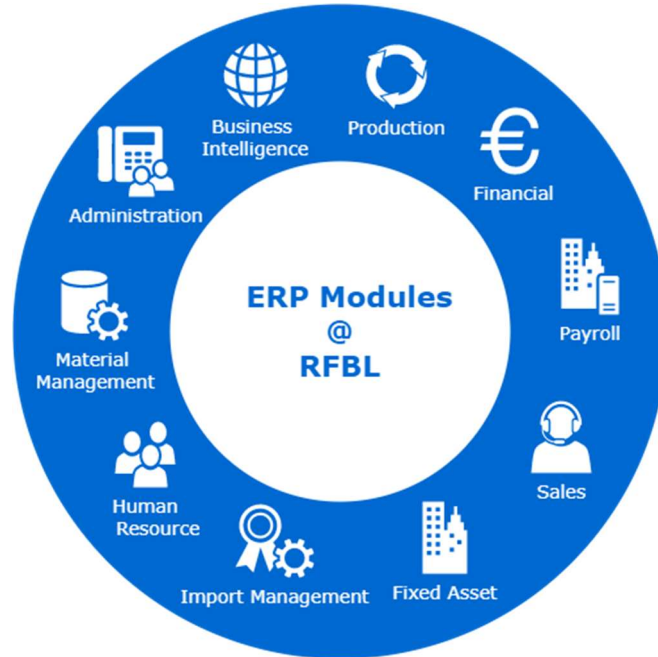 Business
Intelligence
Production
€
Financial
Payroll
Sales
Fixed Asset
Import Management
Human
Resource
Material
Management
Administration
ERP Modules
@
RFBL